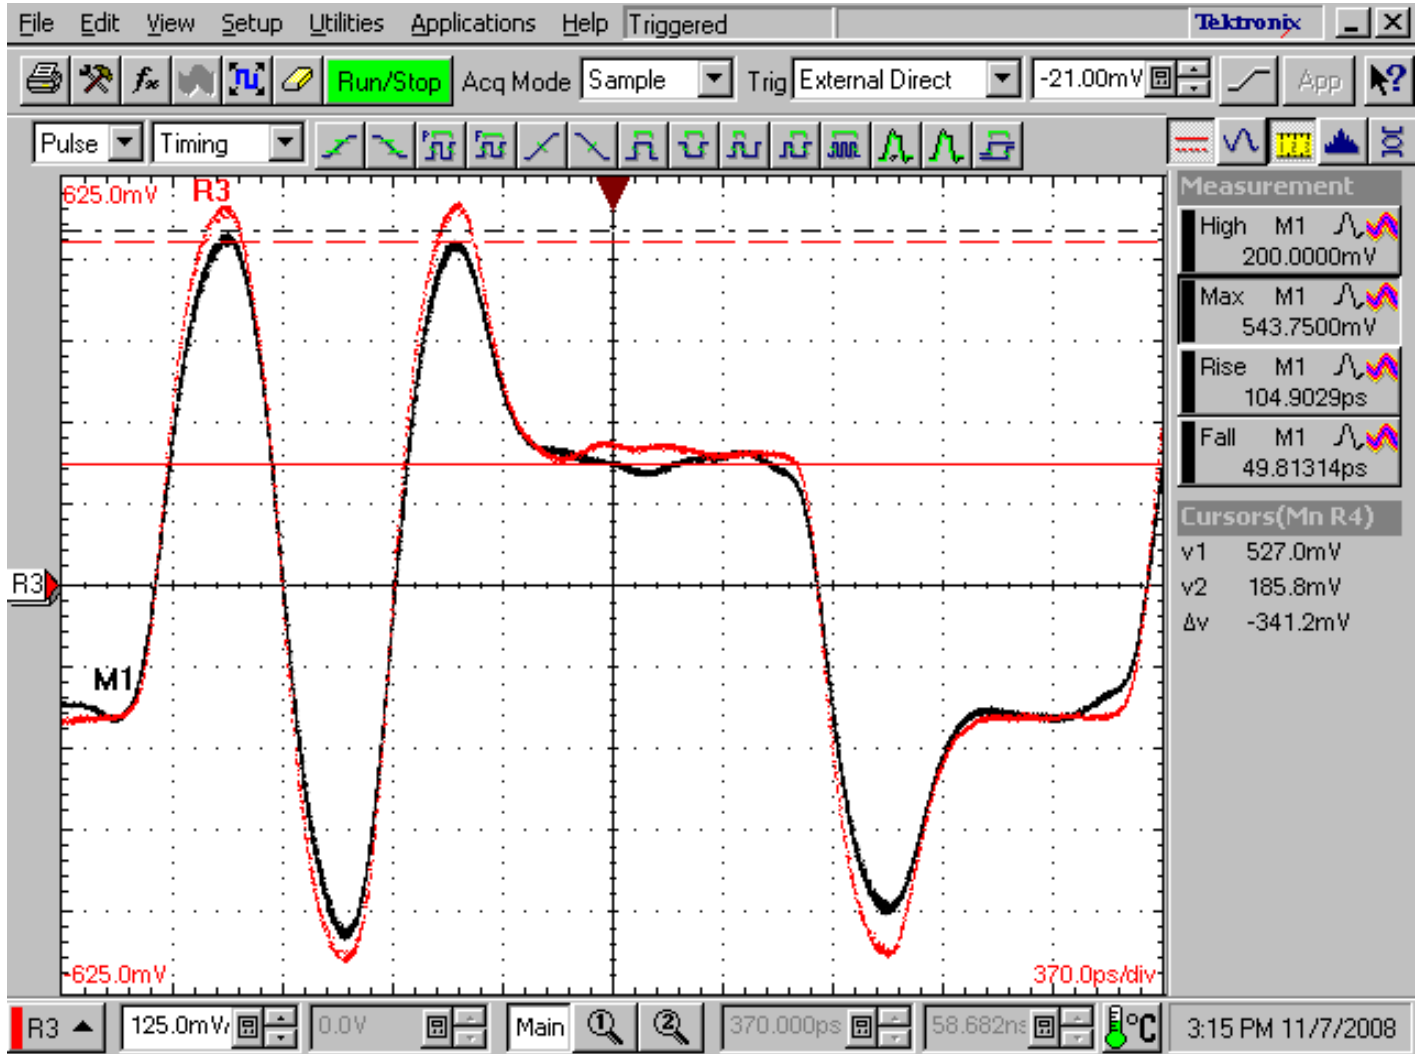 File Edit View Setup Utilities Applications Help Triggered Tektronix
Run/Stop Acq Mode Sample Trig External Direct -21.00mV App ?
Pulse Timing
625.0mV R3
M1
R3
-625.0mV 370.0ps/div
Measurement
High M1
200.0000mV
Max M1
543.7500mV
Rise M1
104.9029ps
Fall M1
49.81314ps
Cursors(Mn R4)
v1 527.0mV
v2 185.8mV
Δv -341.2mV
R3 125.0mV/ 0.0V Main 1 2 370.000ps 58.682ns °C 3:15 PM 11/7/2008